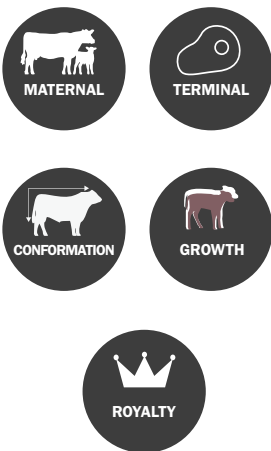 MATERNAL
TERMINAL
CONFORMATION
GROWTH
ROYALTY